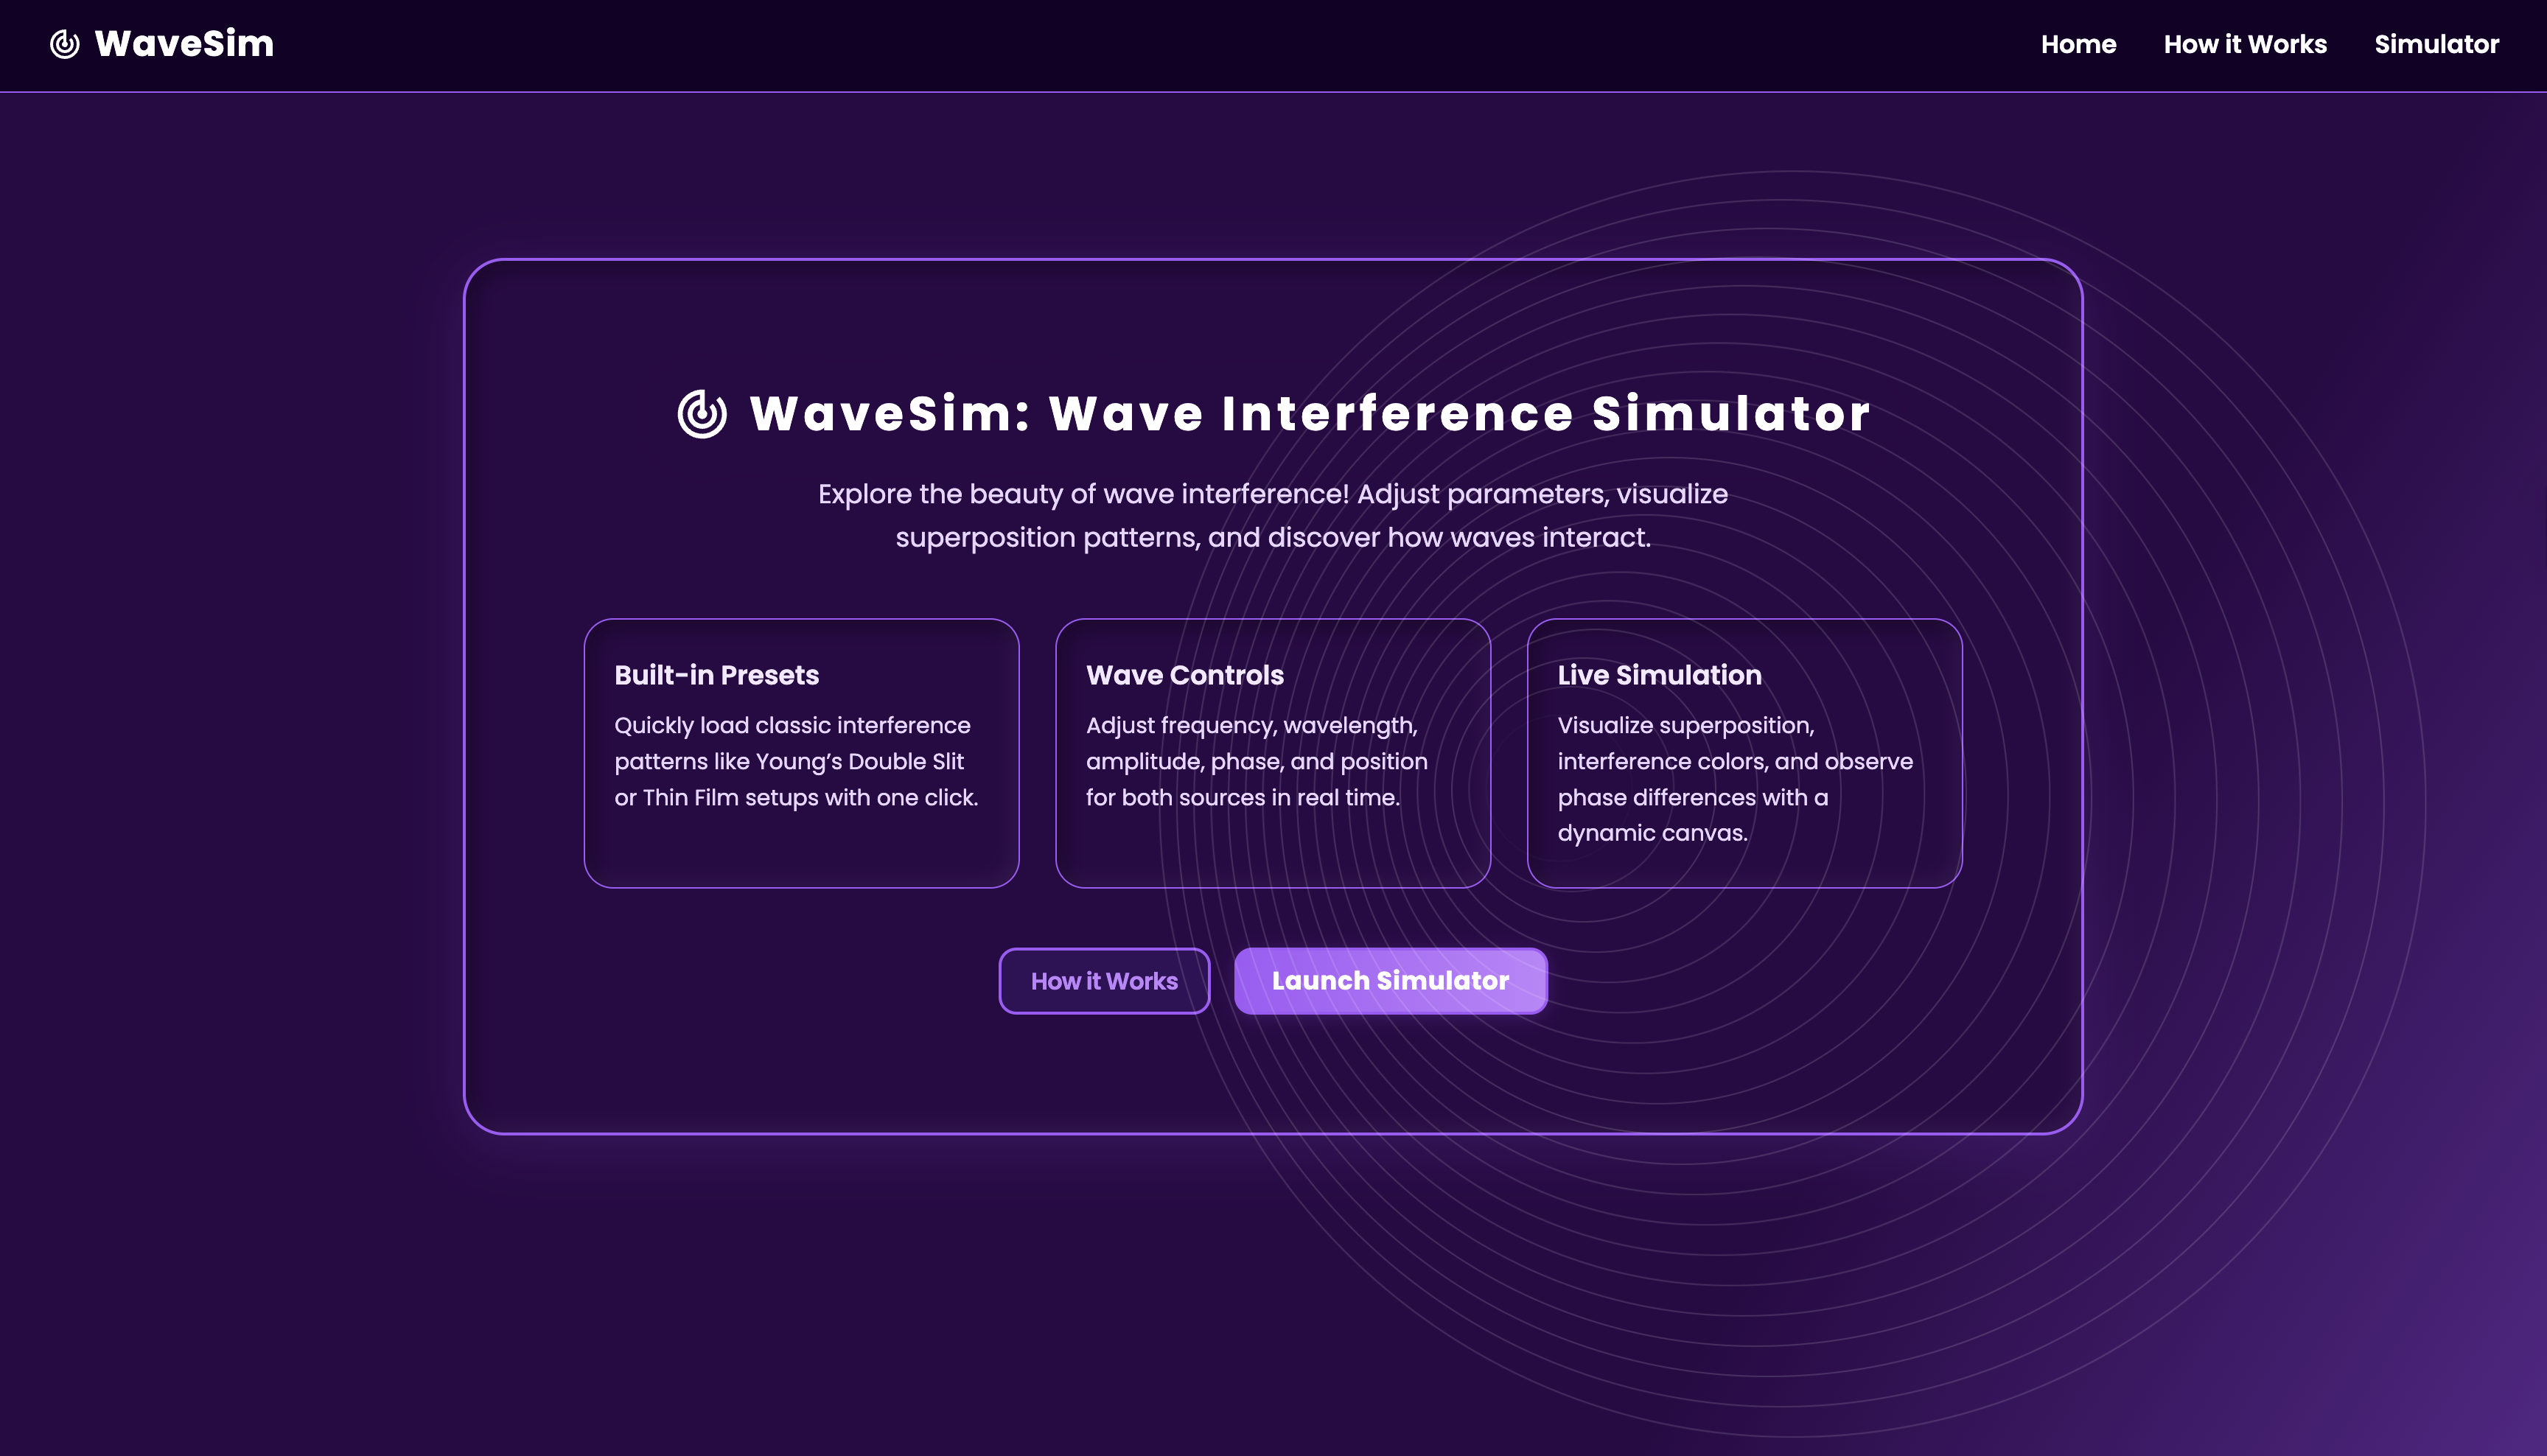 WaveSim
Home
How it Works
Simulator
WaveSim: Wave Interference Simulator
Explore the beauty of wave interference! Adjust parameters, visualize
superposition patterns, and discover how waves interact.
Built-in Presets
Quickly load classic interference
patterns like Young’s Double Slit
or Thin Film setups with one click.
Wave Controls
Adjust frequency, wavelength,
amplitude, phase, and position
for both sources in real time.
Live Simulation
Visualize superposition,
interference colors, and observe
phase differences with a
dynamic canvas.
How it Works
Launch Simulator